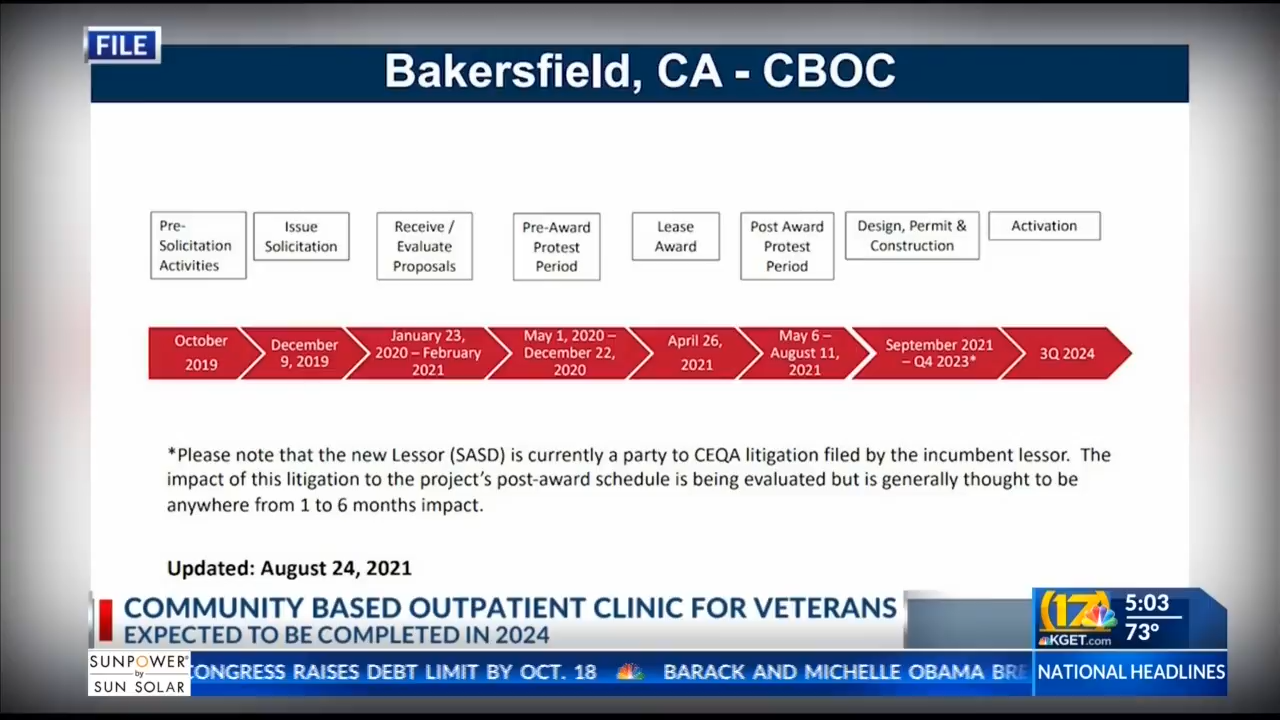 FILE
Bakersfield, CA - CBOC
Pre-
Solicitation
Activities
Issue
Solicitation
Receive /
Evaluate
Proposals
Pre-Award
Protest
Period
Lease
Award
Post Award
Protest
Period
Design, Permit &
Construction
Activation
October
2019
December
9, 2019
January 23,
2020 – February
2021
May 1, 2020 –
December 22,
2020
April 26,
2021
May 6 –
August 11,
2021
September 2021
– Q4 2023*
3Q 2024
*Please note that the new Lessor (SASD) is currently a party to CEQA litigation filed by the incumbent lessor. The
impact of this litigation to the project's post-award schedule is being evaluated but is generally thought to be
anywhere from 1 to 6 months impact.
Updated: August 24, 2021
COMMUNITY BASED OUTPATIENT CLINIC FOR VETERANS
EXPECTED TO BE COMPLETED IN 2024
17
KGET.com
5:03
73°
SUNPOWER®
by
SUN SOLAR
CONGRESS RAISES DEBT LIMIT BY OCT. 18 BARACK AND MICHELLE OBAMA BRE
NATIONAL HEADLINES